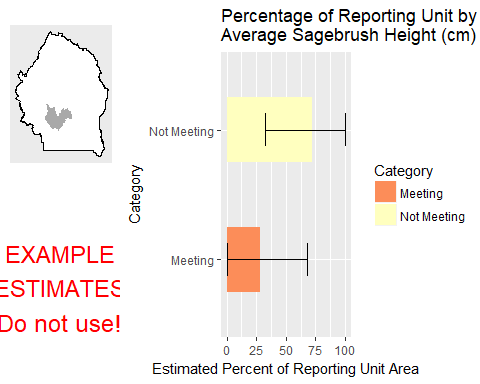 Percentage of Reporting Unit by
Average Sagebrush Height (cm)
Not Meeting
Meeting
Category
0 25 50 75 100
Estimated Percent of Reporting Unit Area
Category
Meeting
Not Meeting
EXAMPLE
ESTIMATES
Do not use!